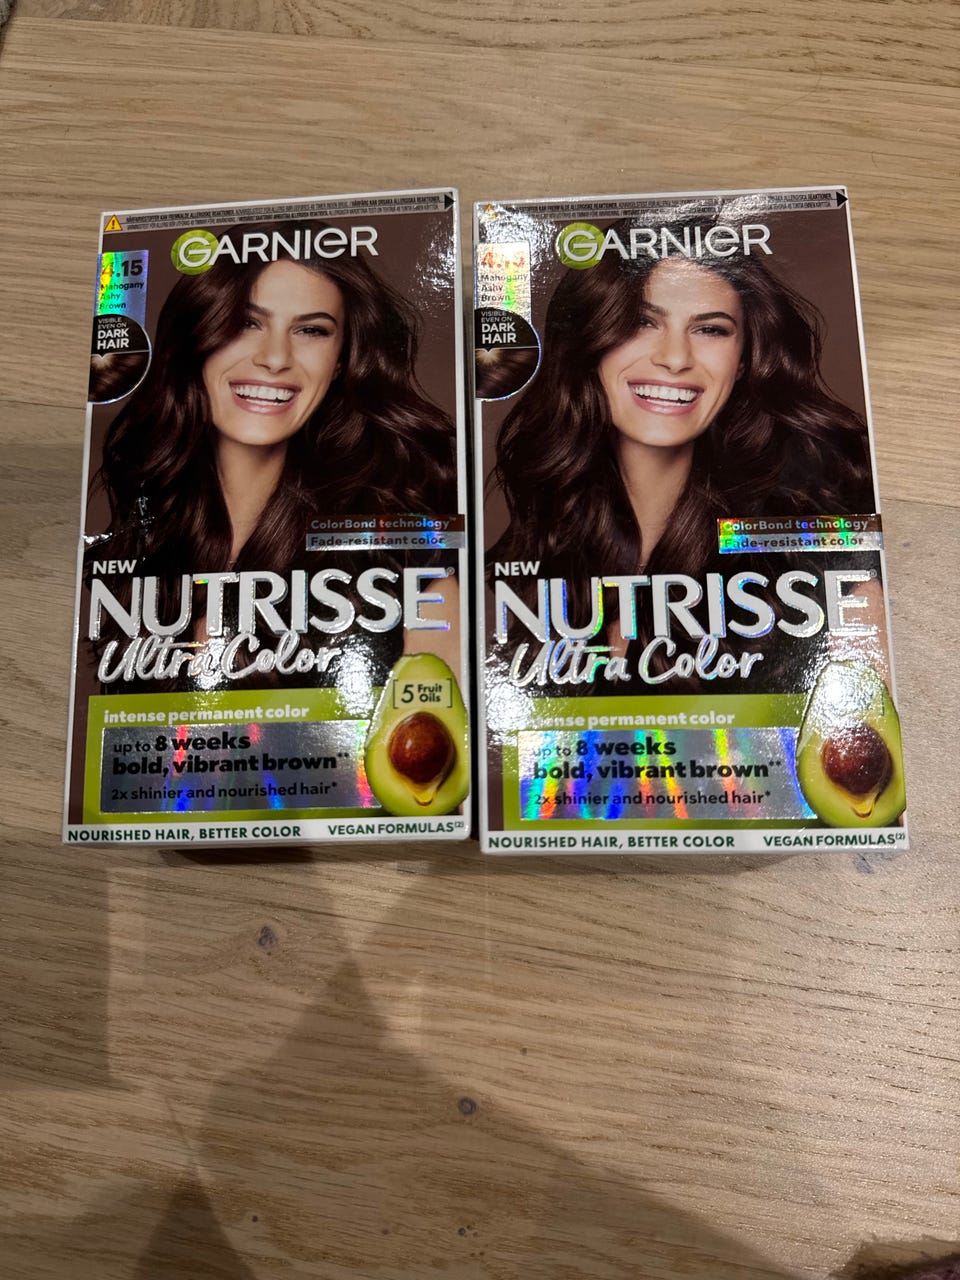 GARNIER
4.15
Mahogany
Ashy
Brown
VISIBLE
EVEN ON
DARK
HAIR
ColorBond technology™
Fade-resistant color
NEW
NUTRISSE®
Ultra Color
5 Fruit
Oils
intense permanent color
up to 8 weeks
bold, vibrant brown**
2x shinier and nourished hair*
NOURISHED HAIR, BETTER COLOR VEGAN FORMULAS(2)
GARNIER
4.15
Mahogany
Ashy
Brown
VISIBLE
EVEN ON
DARK
HAIR
ColorBond technology
Fade-resistant color
NEW
NUTRISSE®
Ultra Color
permanent color
up to 8 weeks
bold, vibrant brown**
2x shinier and nourished hair*
NOURISHED HAIR, BETTER COLOR VEGAN FORMULAS(2)